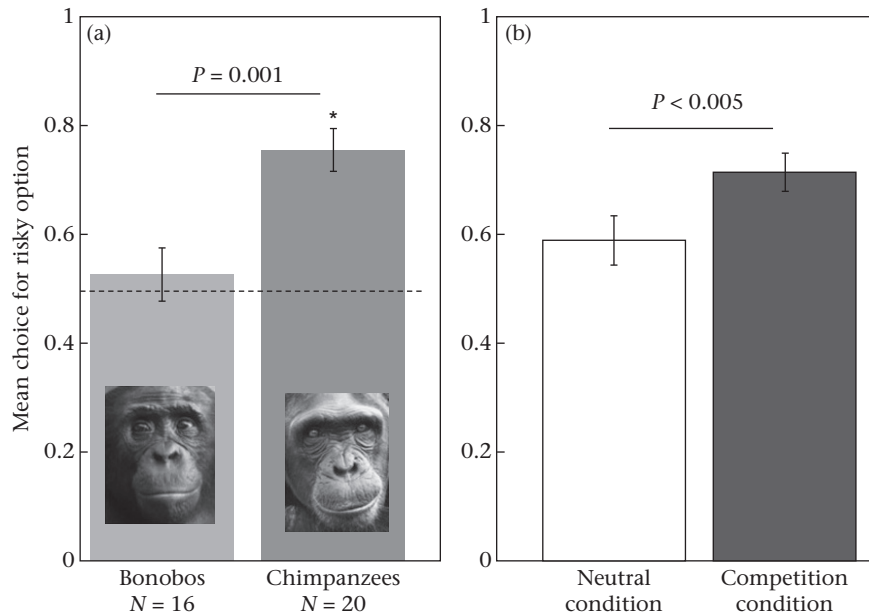 (a)
P = 0.001
*
1
0.8
0.6
0.4
0.2
0
Mean choice for risky option
Bonobos
N = 16
Chimpanzees
N = 20
(b)
P < 0.005
1
0.8
0.6
0.4
0.2
0
Neutral
condition
Competition
condition